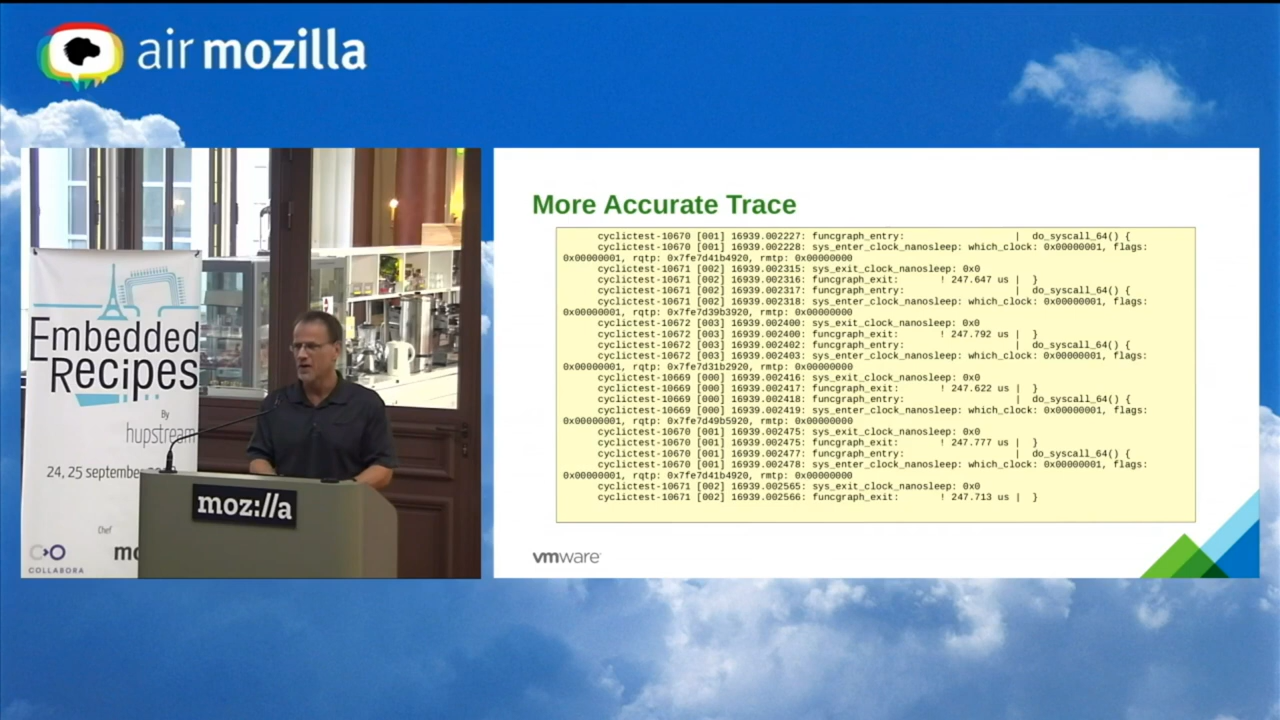 air mozilla
Embedded
Recipes
By
hupstream
24, 25 september
Chef
COLLABORA
moz://a
More Accurate Trace
cyclictest-10670 [001] 16939.002227: funcgraph_entry: | do_syscall_64() {
cyclictest-10670 [001] 16939.002228: sys_enter_clock_nanosleep: which_clock: 0x00000001, flags:
0x00000001, rqtp: 0x7fe7d41b4920, rmtp: 0x00000000
cyclictest-10671 [002] 16939.002315: sys_exit_clock_nanosleep: 0x0
cyclictest-10671 [002] 16939.002316: funcgraph_exit: ! 247.647 us | }
cyclictest-10671 [002] 16939.002317: funcgraph_entry: | do_syscall_64() {
cyclictest-10671 [002] 16939.002318: sys_enter_clock_nanosleep: which_clock: 0x00000001, flags:
0x00000001, rqtp: 0x7fe7d39b3920, rmtp: 0x00000000
cyclictest-10672 [003] 16939.002400: sys_exit_clock_nanosleep: 0x0
cyclictest-10672 [003] 16939.002400: funcgraph_exit: ! 247.792 us | }
cyclictest-10672 [003] 16939.002402: funcgraph_entry: | do_syscall_64() {
cyclictest-10672 [003] 16939.002403: sys_enter_clock_nanosleep: which_clock: 0x00000001, flags:
0x00000001, rqtp: 0x7fe7d31b2920, rmtp: 0x00000000
cyclictest-10669 [000] 16939.002416: sys_exit_clock_nanosleep: 0x0
cyclictest-10669 [000] 16939.002417: funcgraph_exit: ! 247.622 us | }
cyclictest-10669 [000] 16939.002418: funcgraph_entry: | do_syscall_64() {
cyclictest-10669 [000] 16939.002419: sys_enter_clock_nanosleep: which_clock: 0x00000001, flags:
0x00000001, rqtp: 0x7fe7d49b5920, rmtp: 0x00000000
cyclictest-10670 [001] 16939.002475: sys_exit_clock_nanosleep: 0x0
cyclictest-10670 [001] 16939.002475: funcgraph_exit: ! 247.777 us | }
cyclictest-10670 [001] 16939.002477: funcgraph_entry: | do_syscall_64() {
cyclictest-10670 [001] 16939.002478: sys_enter_clock_nanosleep: which_clock: 0x00000001, flags:
0x00000001, rqtp: 0x7fe7d41b4920, rmtp: 0x00000000
cyclictest-10671 [002] 16939.002565: sys_exit_clock_nanosleep: 0x0
cyclictest-10671 [002] 16939.002566: funcgraph_exit: ! 247.713 us | }
vmware